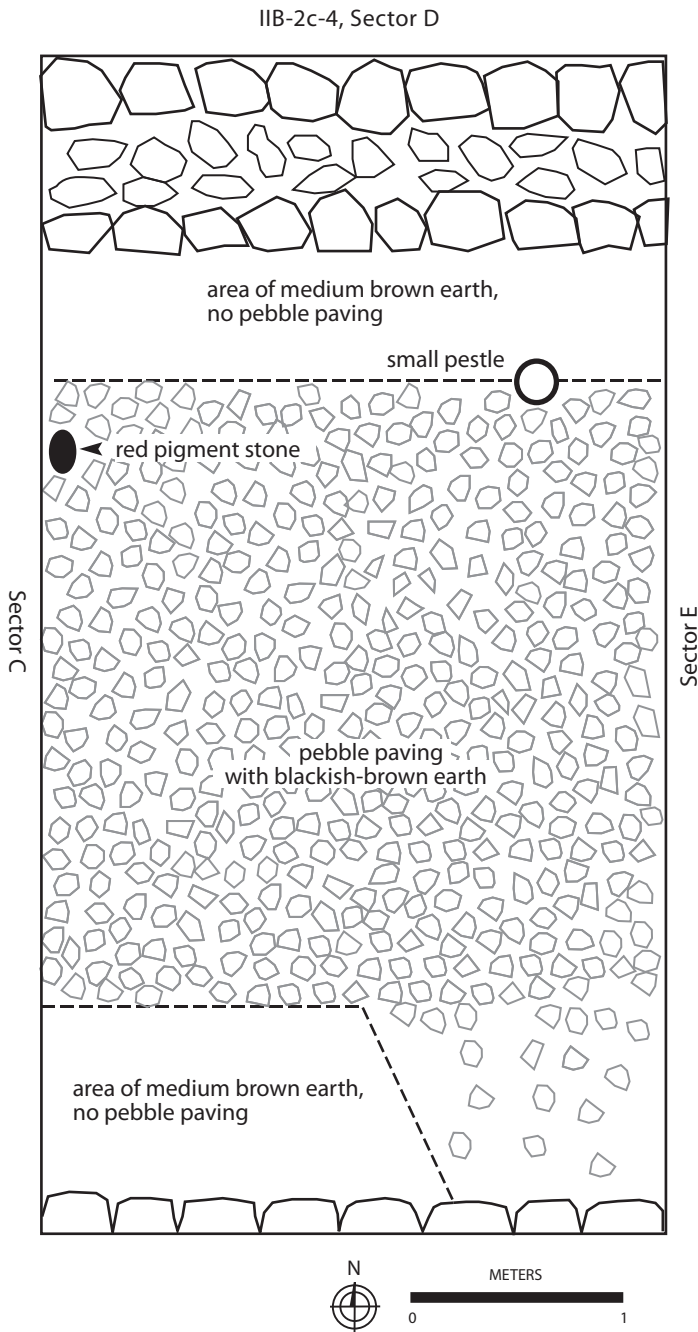 IIB-2c-4, Sector D
area of medium brown earth,
no pebble paving
small pestle
red pigment stone
Sector C
Sector E
pebble paving
with blackish-brown earth
area of medium brown earth,
no pebble paving
N
METERS
0 1